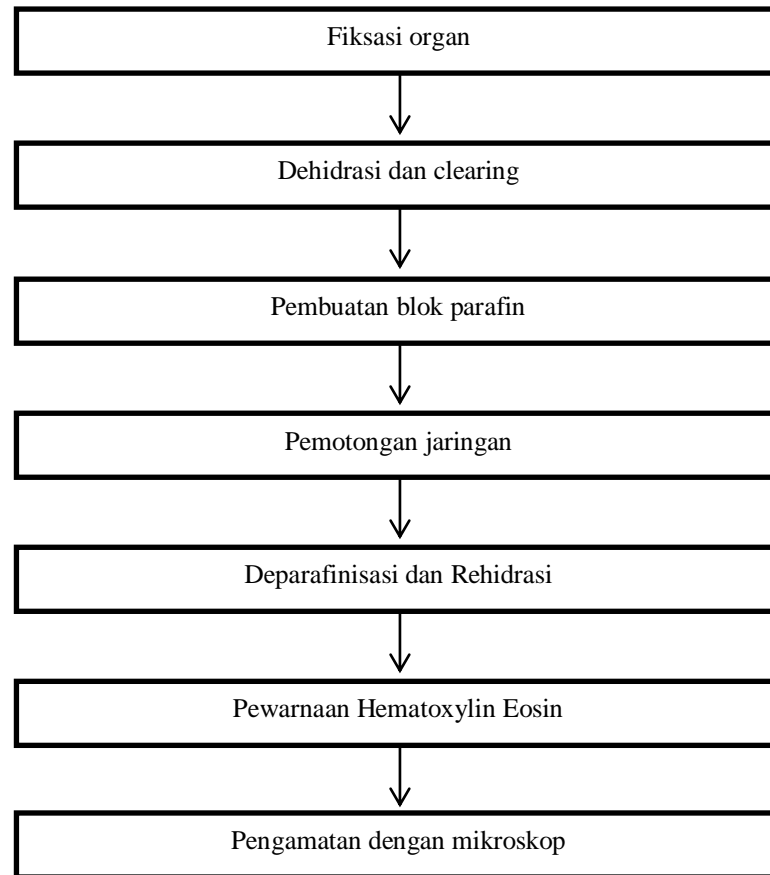 Fiksasi organ
Dehidrasi dan clearing
Pembuatan blok parafin
Pemotongan jaringan
Deparafinisasi dan Rehidrasi
Pewarnaan Hematoxylin Eosin
Pengamatan dengan mikroskop